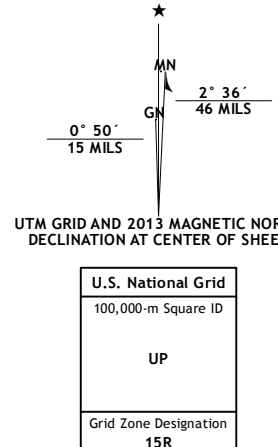 ★
MN
GN
2° 36´
46 MILS
0° 50´
15 MILS
UTM GRID AND 2013 MAGNETIC NOR
DECLINATION AT CENTER OF SHEE
U.S. National Grid
100,000-m Square ID
UP
Grid Zone Designation
15R